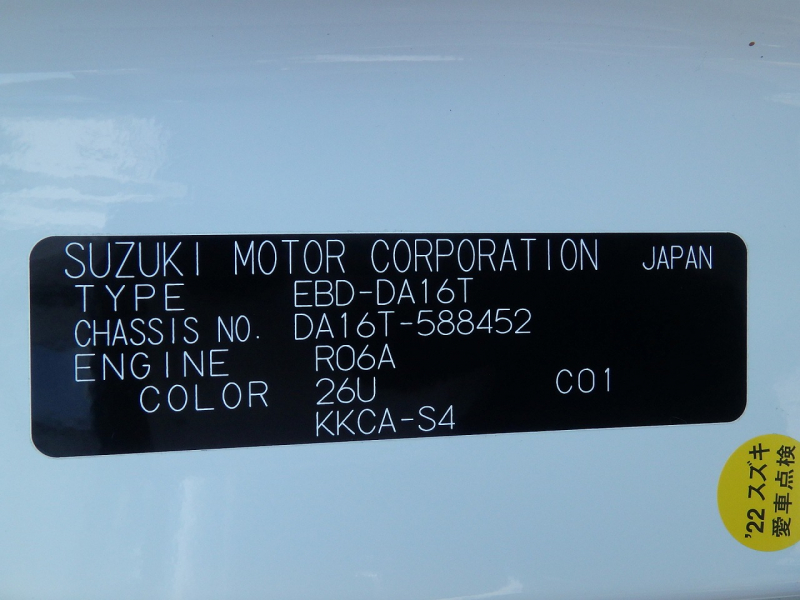 SUZUKI MOTOR CORPORATION JAPAN
TYPE EBD-DA16T
CHASSIS NO. DA16T-588452
ENGINE R06A
COLOR 26U C01
KKCA-S4
'22 スズキ
愛車点検